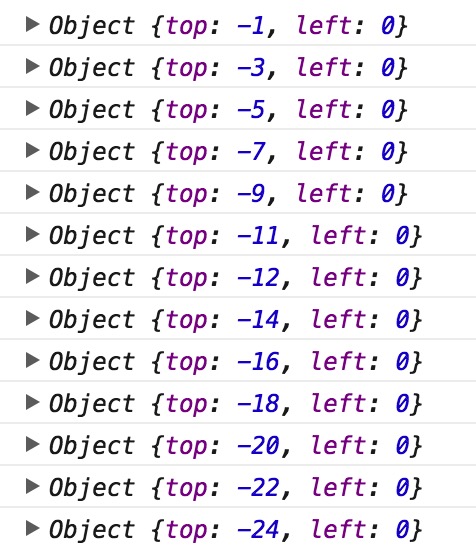 Object {top: -1, left: 0}
Object {top: -3, left: 0}
Object {top: -5, left: 0}
Object {top: -7, left: 0}
Object {top: -9, left: 0}
Object {top: -11, left: 0}
Object {top: -12, left: 0}
Object {top: -14, left: 0}
Object {top: -16, left: 0}
Object {top: -18, left: 0}
Object {top: -20, left: 0}
Object {top: -22, left: 0}
Object {top: -24, left: 0}